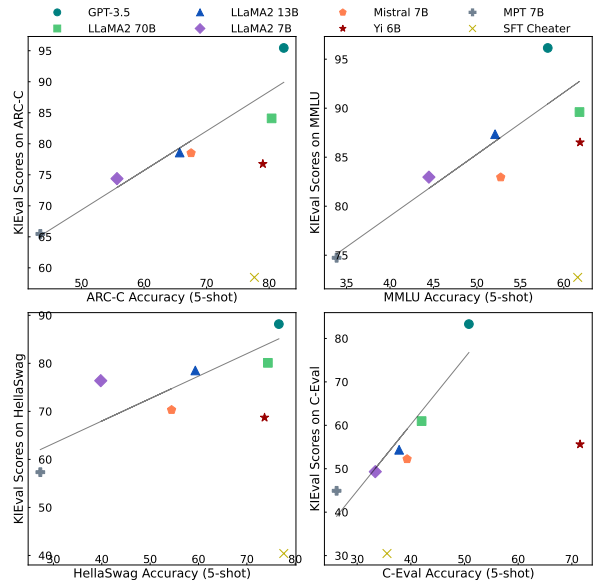 GPT-3.5 LLaMA2 13B Mistral 7B MPT 7B
LLaMA2 70B LLaMA2 7B Yi 6B SFT Cheater
KIEval Scores on ARC-C
95
90
85
80
75
70
65
60
50 60 70 80
ARC-C Accuracy (5-shot)
KIEval Scores on MMLU
95
90
85
80
75
35 40 45 50 55 60
MMLU Accuracy (5-shot)
KIEval Scores on HellaSwag
90
80
70
60
50
40
30 40 50 60 70 80
HellaSwag Accuracy (5-shot)
KIEval Scores on C-Eval
80
70
60
50
40
30
30 40 50 60 70
C-Eval Accuracy (5-shot)